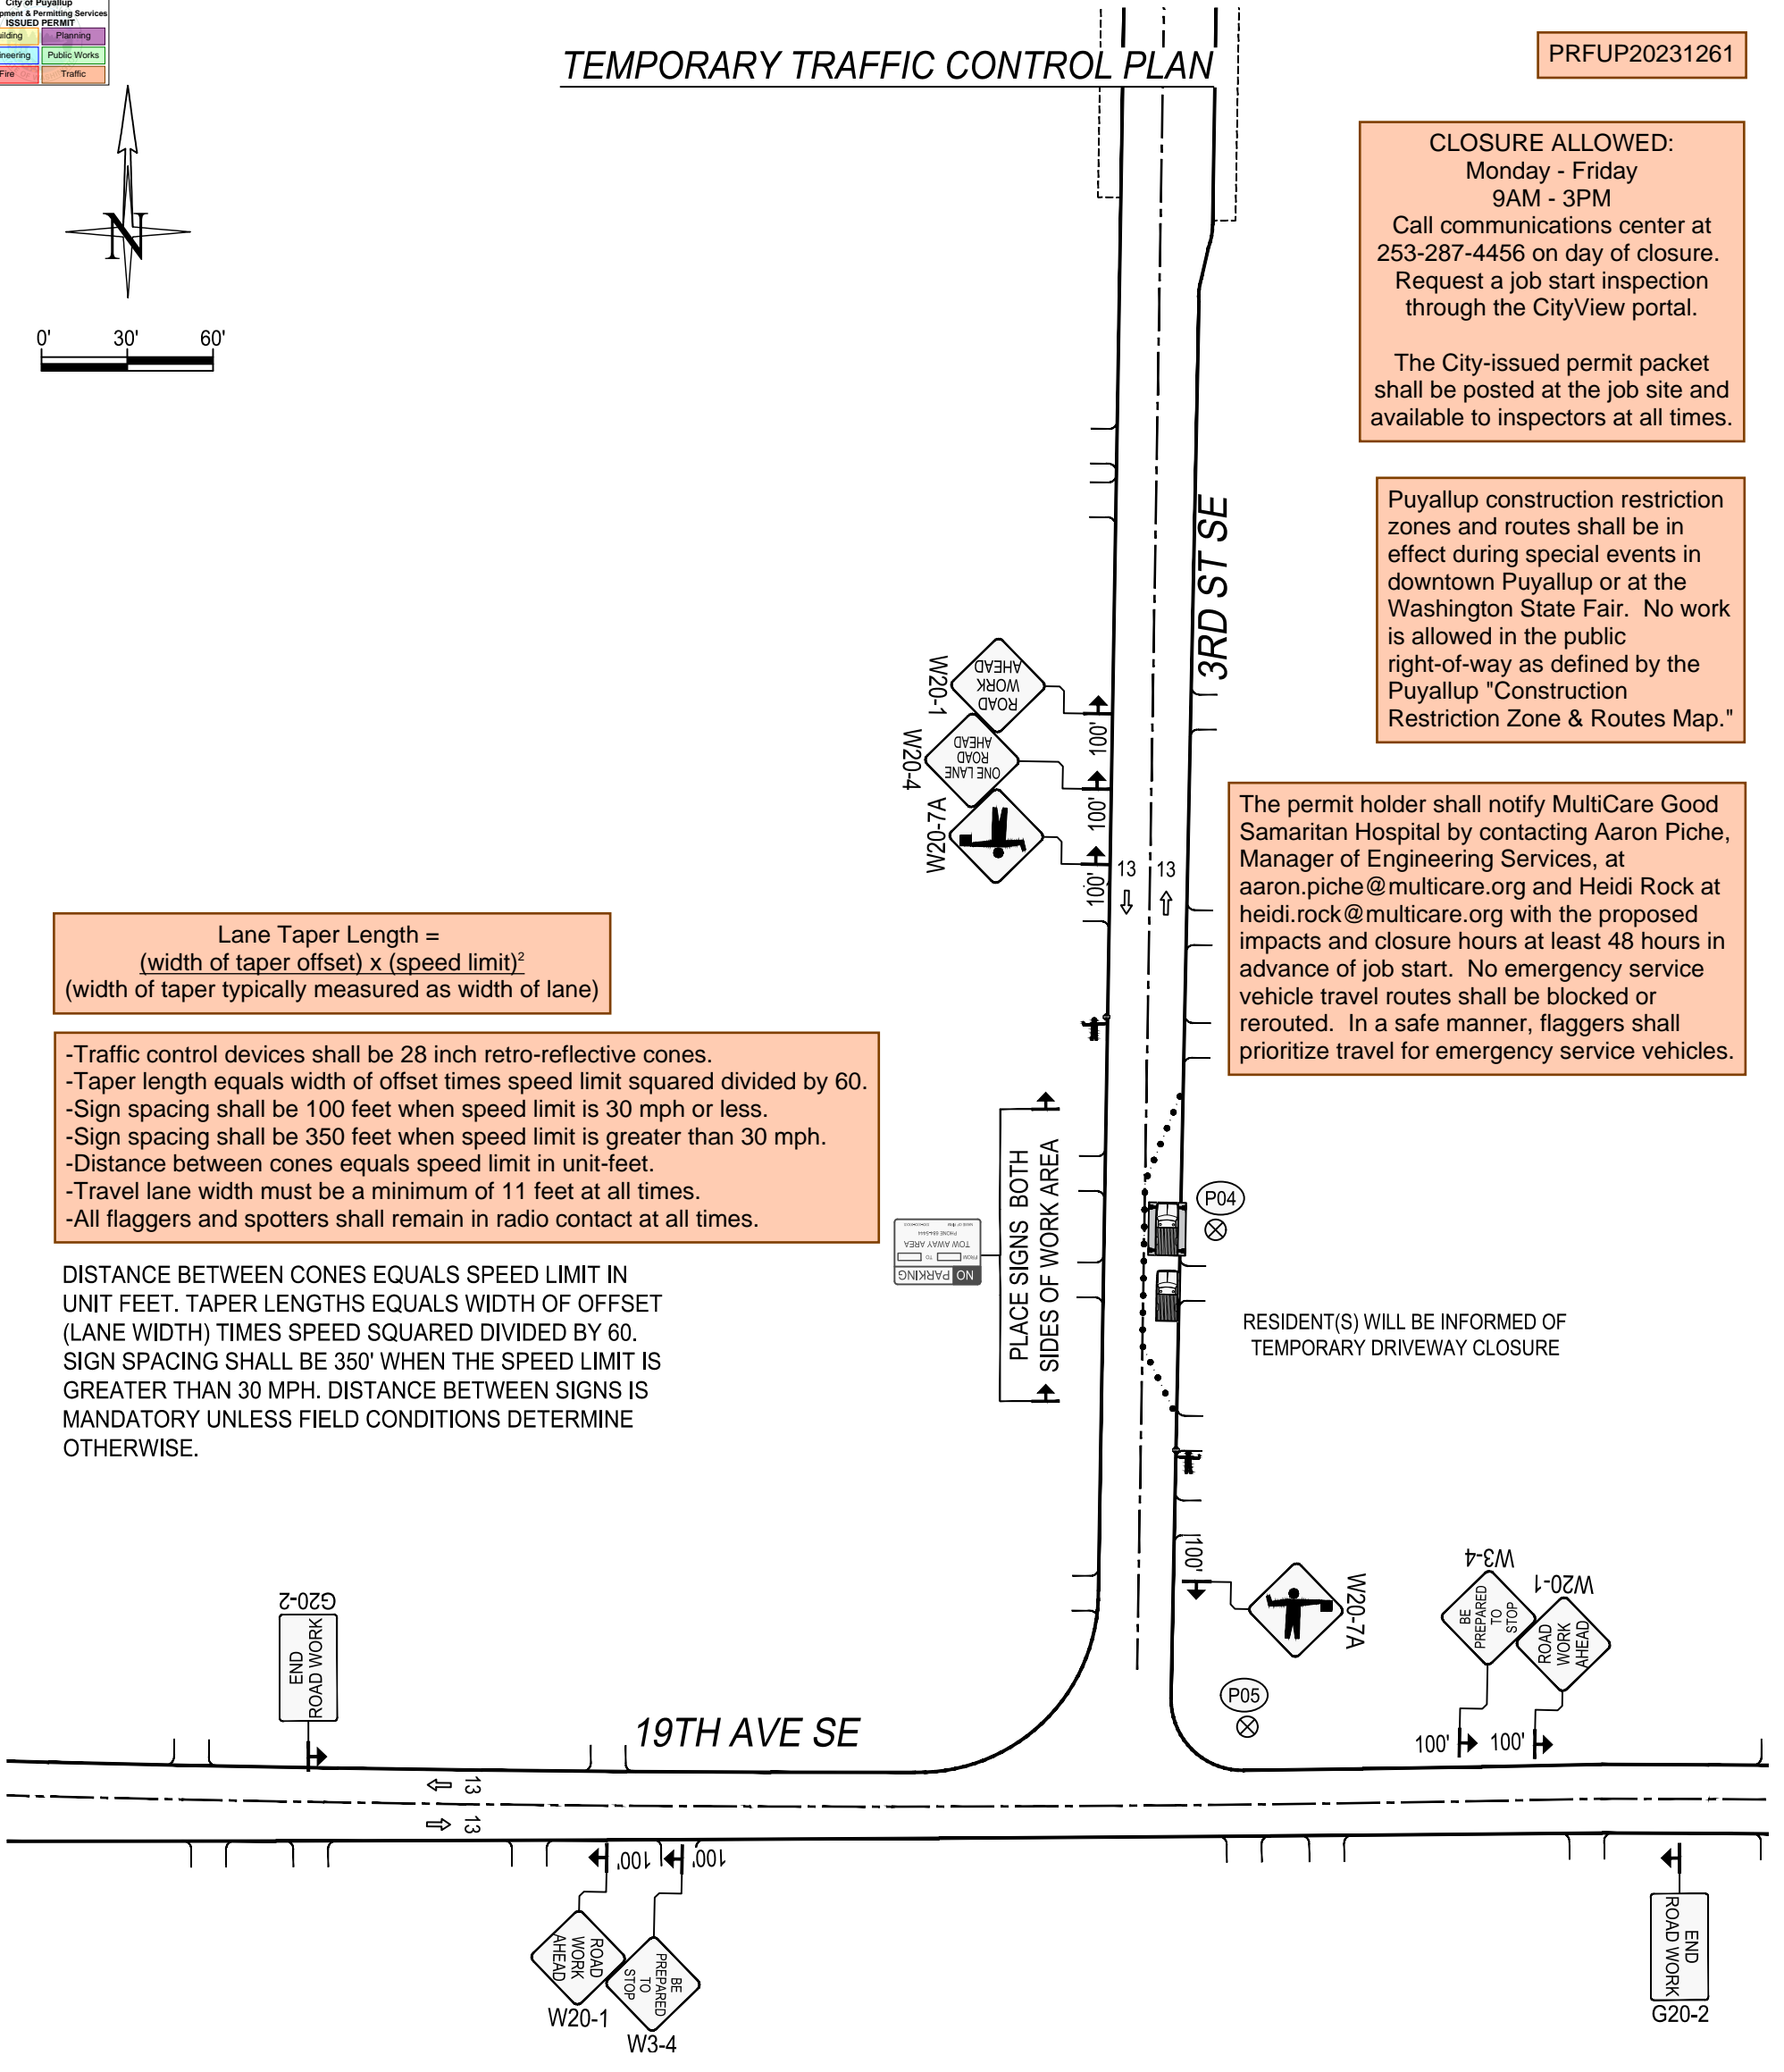 City of Puyallup
pment & Permitting Services
ISSUED PERMIT
Planning
Public Works
Fire
Traffic
N
0' 30' 60'
TEMPORARY TRAFFIC CONTROL PLAN
PRFUP20231261
CLOSURE ALLOWED:
Monday - Friday
9AM - 3PM
Call communications center at
253-287-4456 on day of closure.
Request a job start inspection
through the CityView portal.
The City-issued permit packet
shall be posted at the job site and
available to inspectors at all times.
Puyallup construction restriction
zones and routes shall be in
effect during special events in
downtown Puyallup or at the
Washington State Fair. No work
is allowed in the public
right-of-way as defined by the
Puyallup "Construction
Restriction Zone & Routes Map."
3RD ST SE
W20-1
ROAD
WORK
AHEAD
100'
W20-4
ONE LANE
ROAD
AHEAD
100'
W20-7A
100'
13 13
The permit holder shall notify MultiCare Good
Samaritan Hospital by contacting Aaron Piche,
Manager of Engineering Services, at
aaron.piche@multicare.org and Heidi Rock at
heidi.rock@multicare.org with the proposed
impacts and closure hours at least 48 hours in
advance of job start. No emergency service
vehicle travel routes shall be blocked or
rerouted. In a safe manner, flaggers shall
prioritize travel for emergency service vehicles.
Lane Taper Length =
(width of taper offset) x (speed limit)²
(width of taper typically measured as width of lane)
-Traffic control devices shall be 28 inch retro-reflective cones.
-Taper length equals width of offset times speed limit squared divided by 60.
-Sign spacing shall be 100 feet when speed limit is 30 mph or less.
-Sign spacing shall be 350 feet when speed limit is greater than 30 mph.
-Distance between cones equals speed limit in unit-feet.
-Travel lane width must be a minimum of 11 feet at all times.
-All flaggers and spotters shall remain in radio contact at all times.
DISTANCE BETWEEN CONES EQUALS SPEED LIMIT IN
UNIT FEET. TAPER LENGTHS EQUALS WIDTH OF OFFSET
(LANE WIDTH) TIMES SPEED SQUARED DIVIDED BY 60.
SIGN SPACING SHALL BE 350' WHEN THE SPEED LIMIT IS
GREATER THAN 30 MPH. DISTANCE BETWEEN SIGNS IS
MANDATORY UNLESS FIELD CONDITIONS DETERMINE
OTHERWISE.
NO PARKING
FROM TO
TOW AWAY AREA
PLACE SIGNS BOTH
SIDES OF WORK AREA
P04
RESIDENT(S) WILL BE INFORMED OF
TEMPORARY DRIVEWAY CLOSURE
100'
W20-7A
P05
W3-4
BE
PREPARED
TO
STOP
W20-1
ROAD
WORK
AHEAD
100' 100'
G20-2
END
ROAD WORK
19TH AVE SE
13
13
100' 100'
ROAD
WORK
AHEAD
W20-1
BE
PREPARED
TO
STOP
W3-4
END
ROAD WORK
G20-2